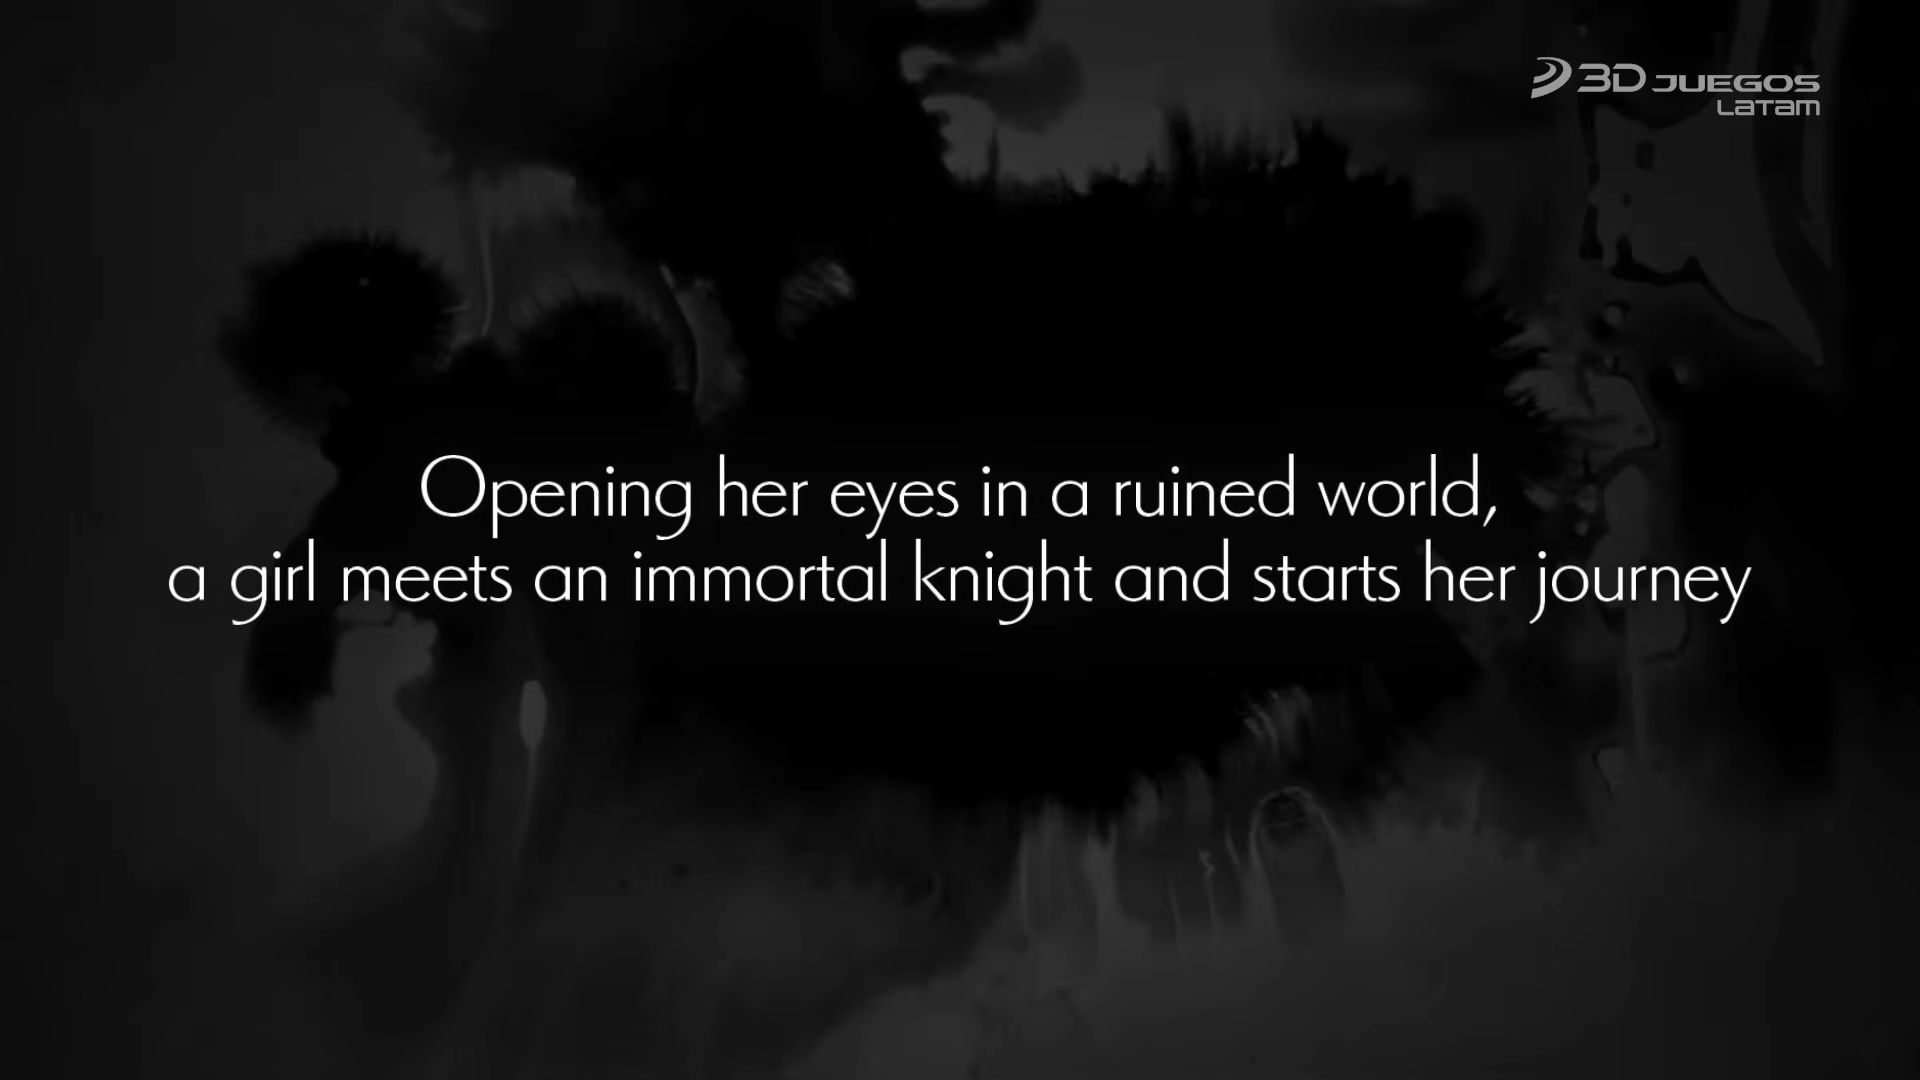 3D JUEGOS
LATAM
Opening her eyes in a ruined world,
a girl meets an immortal knight and starts her journey